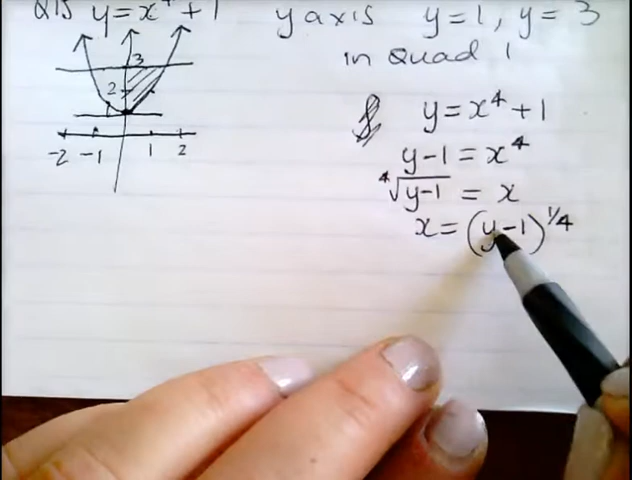 Q15 y = x⁴ + 1 y axis y = 1, y = 3
in Quad 1
3
2
1
-2 -1 1 2
y = x⁴ + 1
y - 1 = x⁴
⁴√(y-1) = x
x = (y-1)^1/4